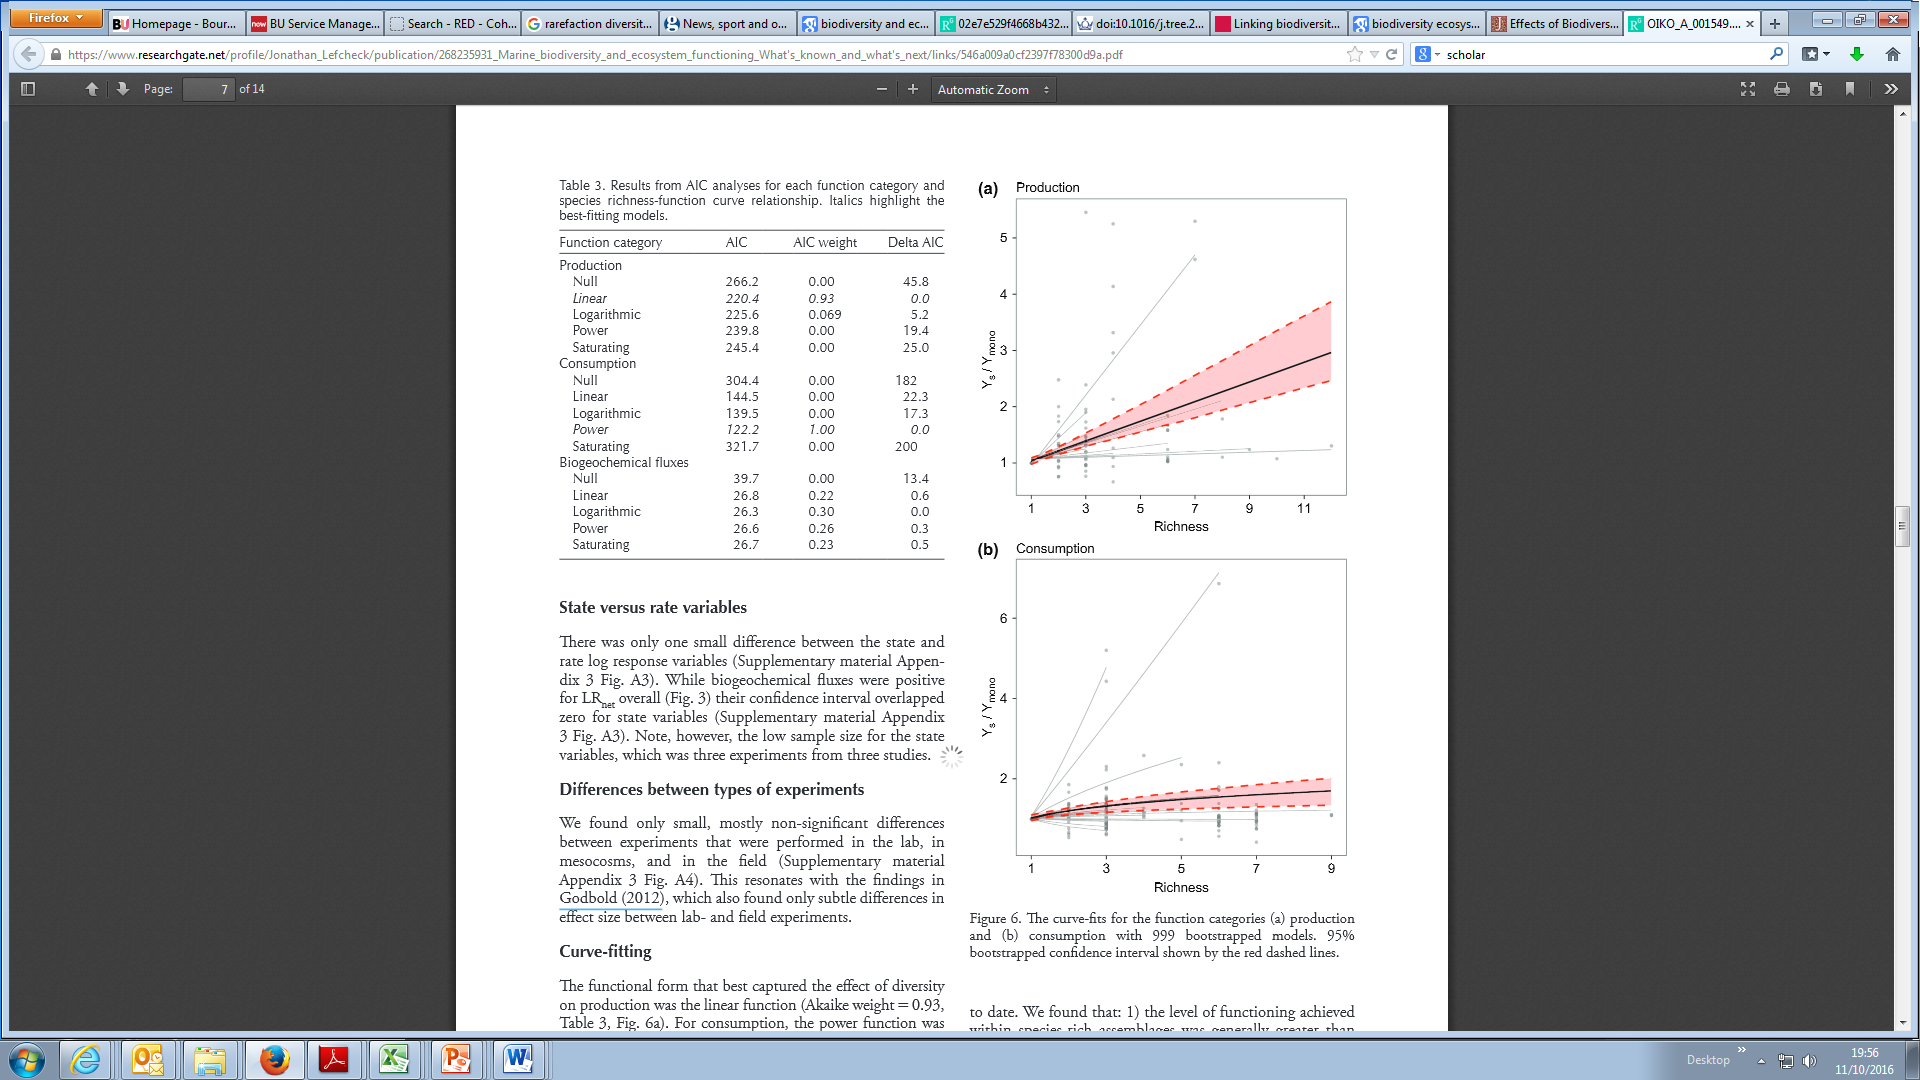 Firefox
Homepage - Bour...
now BU Service Manage...
Search - RED - Coh...
rarefaction diversit...
News, sport and o...
biodiversity and ec...
02e7e529f4668b432...
doi:10.1016/j.tree.2...
Linking biodiversit...
biodiversity ecosys...
Effects of Biodivers...
OIKO_A_001549....
https://www.researchgate.net/profile/Jonathan_Lefcheck/publication/268235931_Marine_biodiversity_and_ecosystem_functioning_What's_known_and_what's_next/links/546a009a0cf2397f78300d9a.pdf
scholar
Page: 7 of 14
Automatic Zoom
Table 3. Results from AIC analyses for each function category and
species richness-function curve relationship. Italics highlight the
best-fitting models.
Function category AIC AIC weight Delta AIC
Production
Null 266.2 0.00 45.8
Linear 220.4 0.93 0.0
Logarithmic 225.6 0.069 5.2
Power 239.8 0.00 19.4
Saturating 245.4 0.00 25.0
Consumption
Null 304.4 0.00 182
Linear 144.5 0.00 22.3
Logarithmic 139.5 0.00 17.3
Power 122.2 1.00 0.0
Saturating 321.7 0.00 200
Biogeochemical fluxes
Null 39.7 0.00 13.4
Linear 26.8 0.22 0.6
Logarithmic 26.3 0.30 0.0
Power 26.6 0.26 0.3
Saturating 26.7 0.23 0.5
State versus rate variables
There was only one small difference between the state and
rate log response variables (Supplementary material Appen-
dix 3 Fig. A3). While biogeochemical fluxes were positive
for LRnet overall (Fig. 3) their confidence interval overlapped
zero for state variables (Supplementary material Appendix
3 Fig. A3). Note, however, the low sample size for the state
variables, which was three experiments from three studies.
Differences between types of experiments
We found only small, mostly non-significant differences
between experiments that were performed in the lab, in
mesocosms, and in the field (Supplementary material
Appendix 3 Fig. A4). This resonates with the findings in
Godbold (2012), which also found only subtle differences in
effect size between lab- and field experiments.
Curve-fitting
The functional form that best captured the effect of diversity
on production was the linear function (Akaike weight = 0.93,
Table 3, Fig. 6a). For consumption, the power function was
(a) Production
5
4
3
2
1
Ys / Ymono
1 3 5 7 9 11
Richness
(b) Consumption
6
4
2
Ys / Ymono
1 3 5 7 9
Richness
Figure 6. The curve-fits for the function categories (a) production
and (b) consumption with 999 bootstrapped models. 95%
bootstrapped confidence interval shown by the red dashed lines.
to date. We found that: 1) the level of functioning achieved
within species rich assemblages was generally greater than
Desktop
19:56
11/10/2016